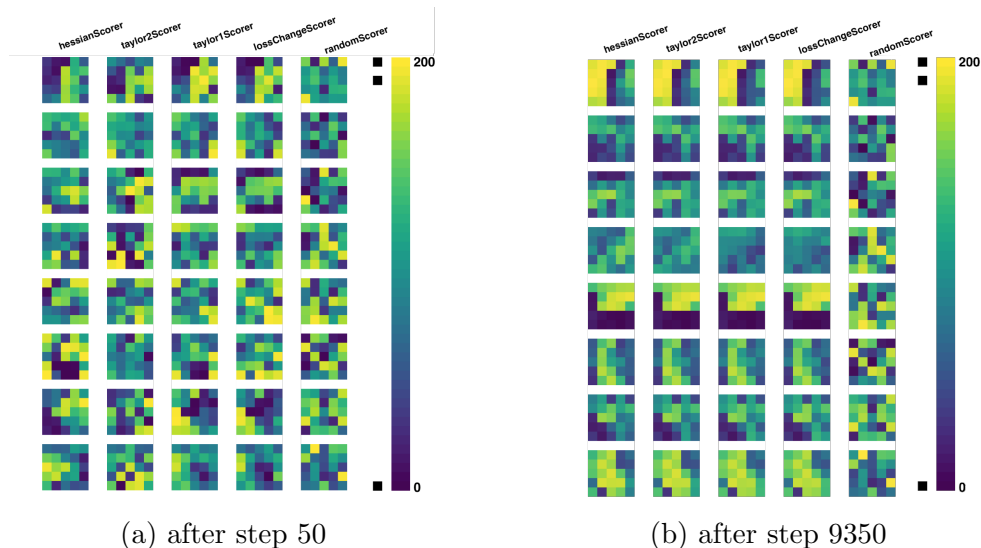 hessianScorer taylor2Scorer taylor1Scorer lossChangeScorer randomScorer
200
0
(a) after step 50
hessianScorer taylor2Scorer taylor1Scorer lossChangeScorer randomScorer
200
0
(b) after step 9350